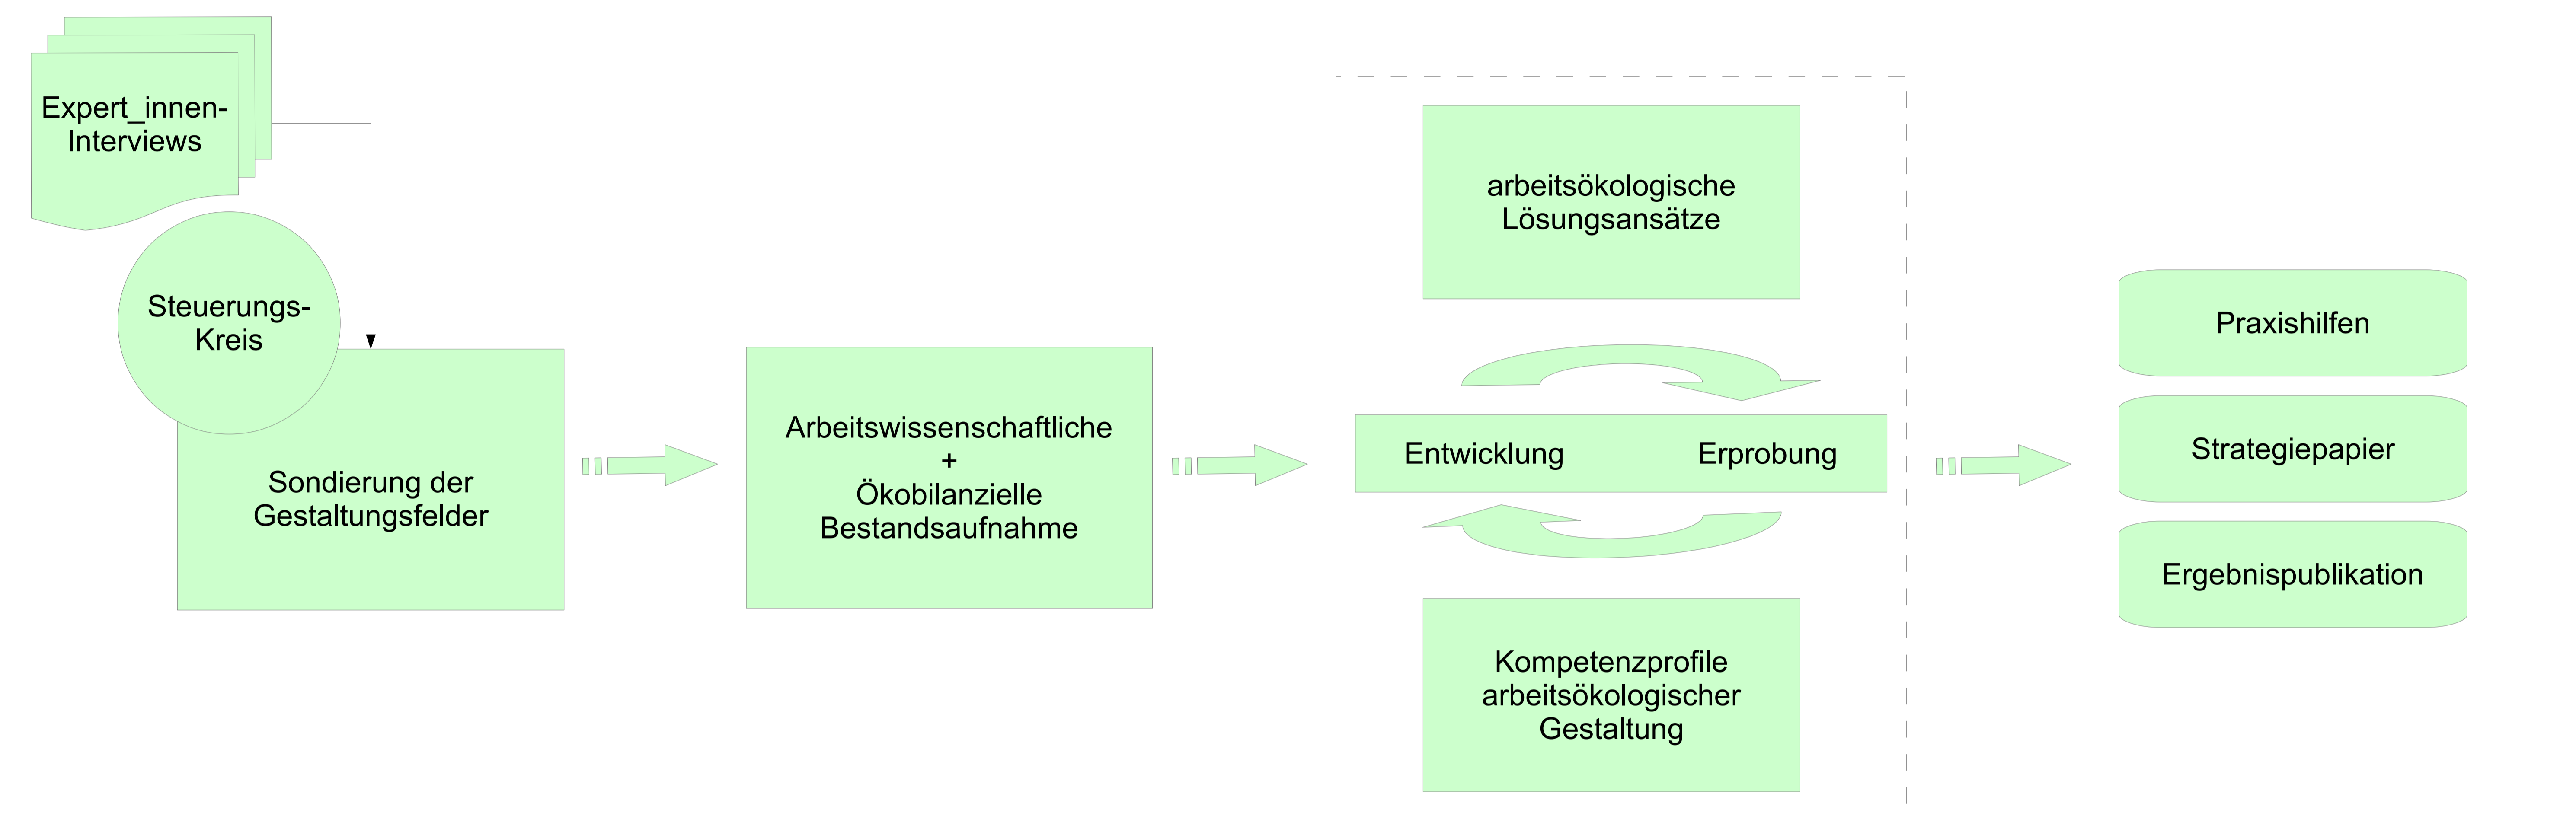 Expert_innen-
Interviews
Steuerungs-
Kreis
Sondierung der
Gestaltungsfelder
Arbeitswissenschaftliche
+
Ökobilanzielle
Bestandsaufnahme
arbeitsökologische
Lösungsansätze
Entwicklung Erprobung
Kompetenzprofile
arbeitsökologischer
Gestaltung
Praxishilfen
Strategiepapier
Ergebnispublikation